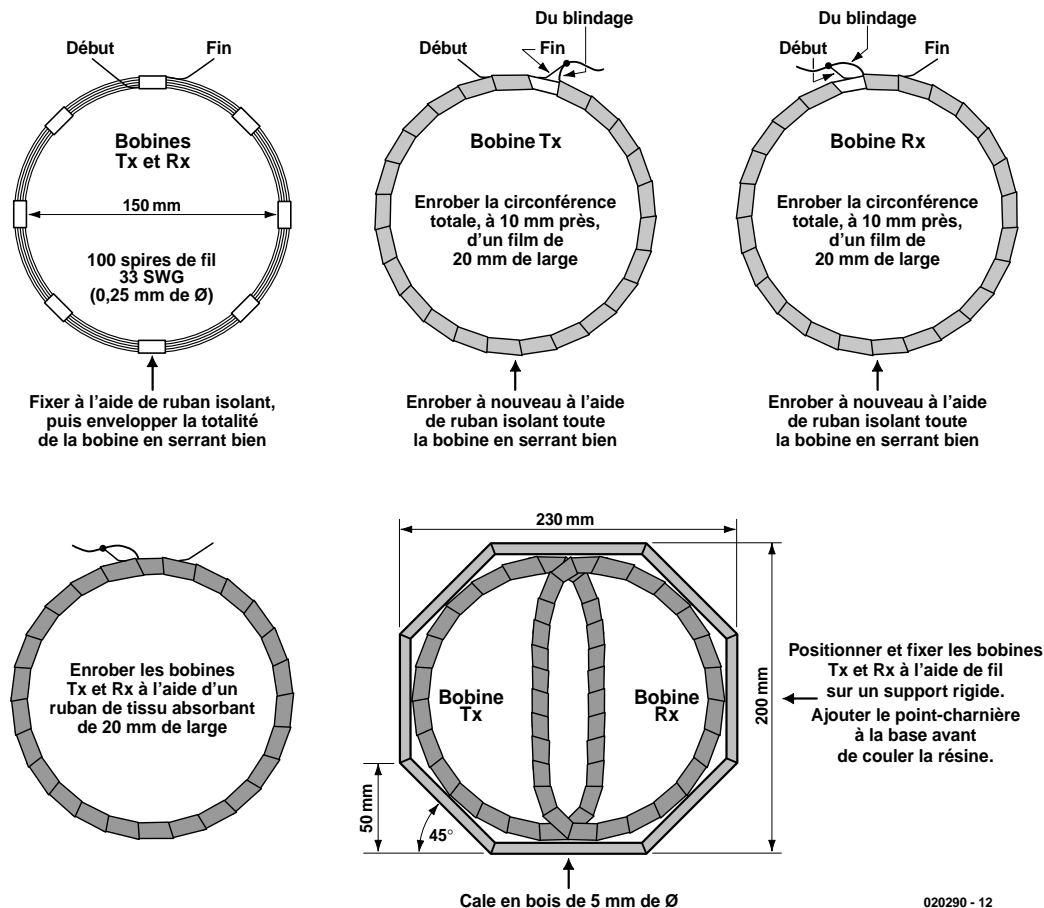 Début
Fin
Bobines
Tx et Rx
150 mm
100 spires de fil
33 SWG
(0,25 mm de Ø)
Fixer à l'aide de ruban isolant,
puis envelopper la totalité
de la bobine en serrant bien
Du blindage
Début
Fin
Bobine Tx
Enrober la circonférence
totale, à 10 mm près,
d'un film de
20 mm de large
Enrober à nouveau à l'aide
de ruban isolant toute
la bobine en serrant bien
Du blindage
Début
Fin
Bobine Rx
Enrober la circonférence
totale, à 10 mm près,
d'un film de
20 mm de large
Enrober à nouveau à l'aide
de ruban isolant toute
la bobine en serrant bien
Enrober les bobines
Tx et Rx à l'aide d'un
ruban de tissu absorbant
de 20 mm de large
230 mm
Bobine
Tx
Bobine
Rx
200 mm
50 mm
45°
Cale en bois de 5 mm de Ø
Positionner et fixer les bobines
Tx et Rx à l'aide de fil
sur un support rigide.
Ajouter le point-charnière
à la base avant
de couler la résine.
020290 - 12